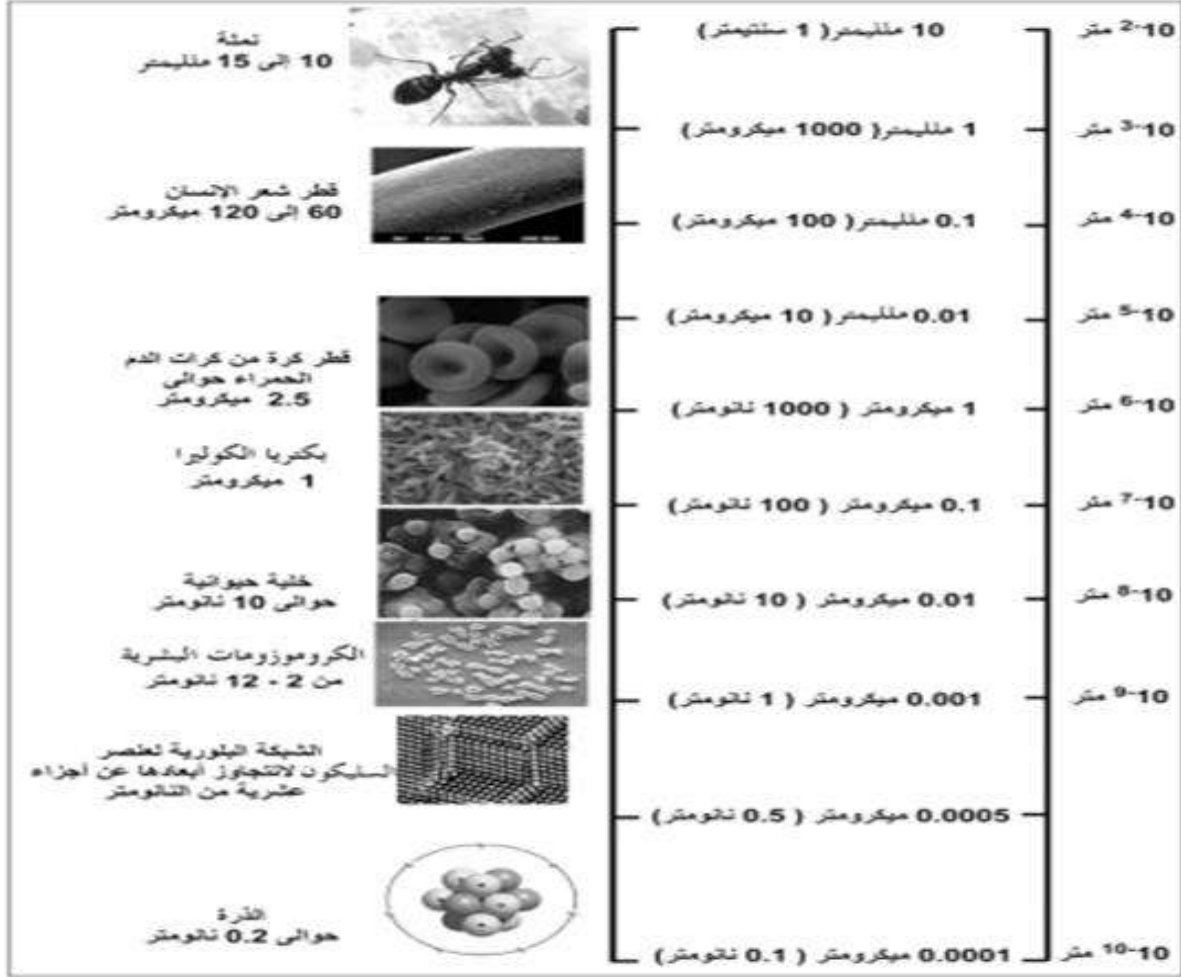 10-2 متر
10 ملليمتر( 1 سنتيمتر)
نملة
10 إلى 15 ملليمتر
10-3 متر
1 ملليمتر( 1000 ميكرومتر)
10-4 متر
0.1 ملليمتر( 100 ميكرومتر)
قطر شعر الإنسان
60 إلى 120 ميكرومتر
10-5 متر
0.01 ملليمتر( 10 ميكرومتر)
قطر كرة من كرات الدم
الحمراء حوالى
2.5 ميكرومتر
10-6 متر
1 ميكرومتر ( 1000 نانومتر)
بكتريا الكوليرا
1 ميكرومتر
10-7 متر
0.1 ميكرومتر ( 100 نانومتر)
خلية حيوانية
حوالى 10 نانومتر
10-8 متر
0.01 ميكرومتر ( 10 نانومتر)
الكروموزومات البشرية
من 2 - 12 نانومتر
10-9 متر
0.001 ميكرومتر ( 1 نانومتر)
الشبكة البلورية لعنصر
السليكون لاتتجاوز أبعادها عن أجزاء
عشرية من النانومتر
0.0005 ميكرومتر ( 0.5 نانومتر)
الذرة
حوالى 0.2 نانومتر
10-10 متر
0.0001 ميكرومتر ( 0.1 نانومتر)